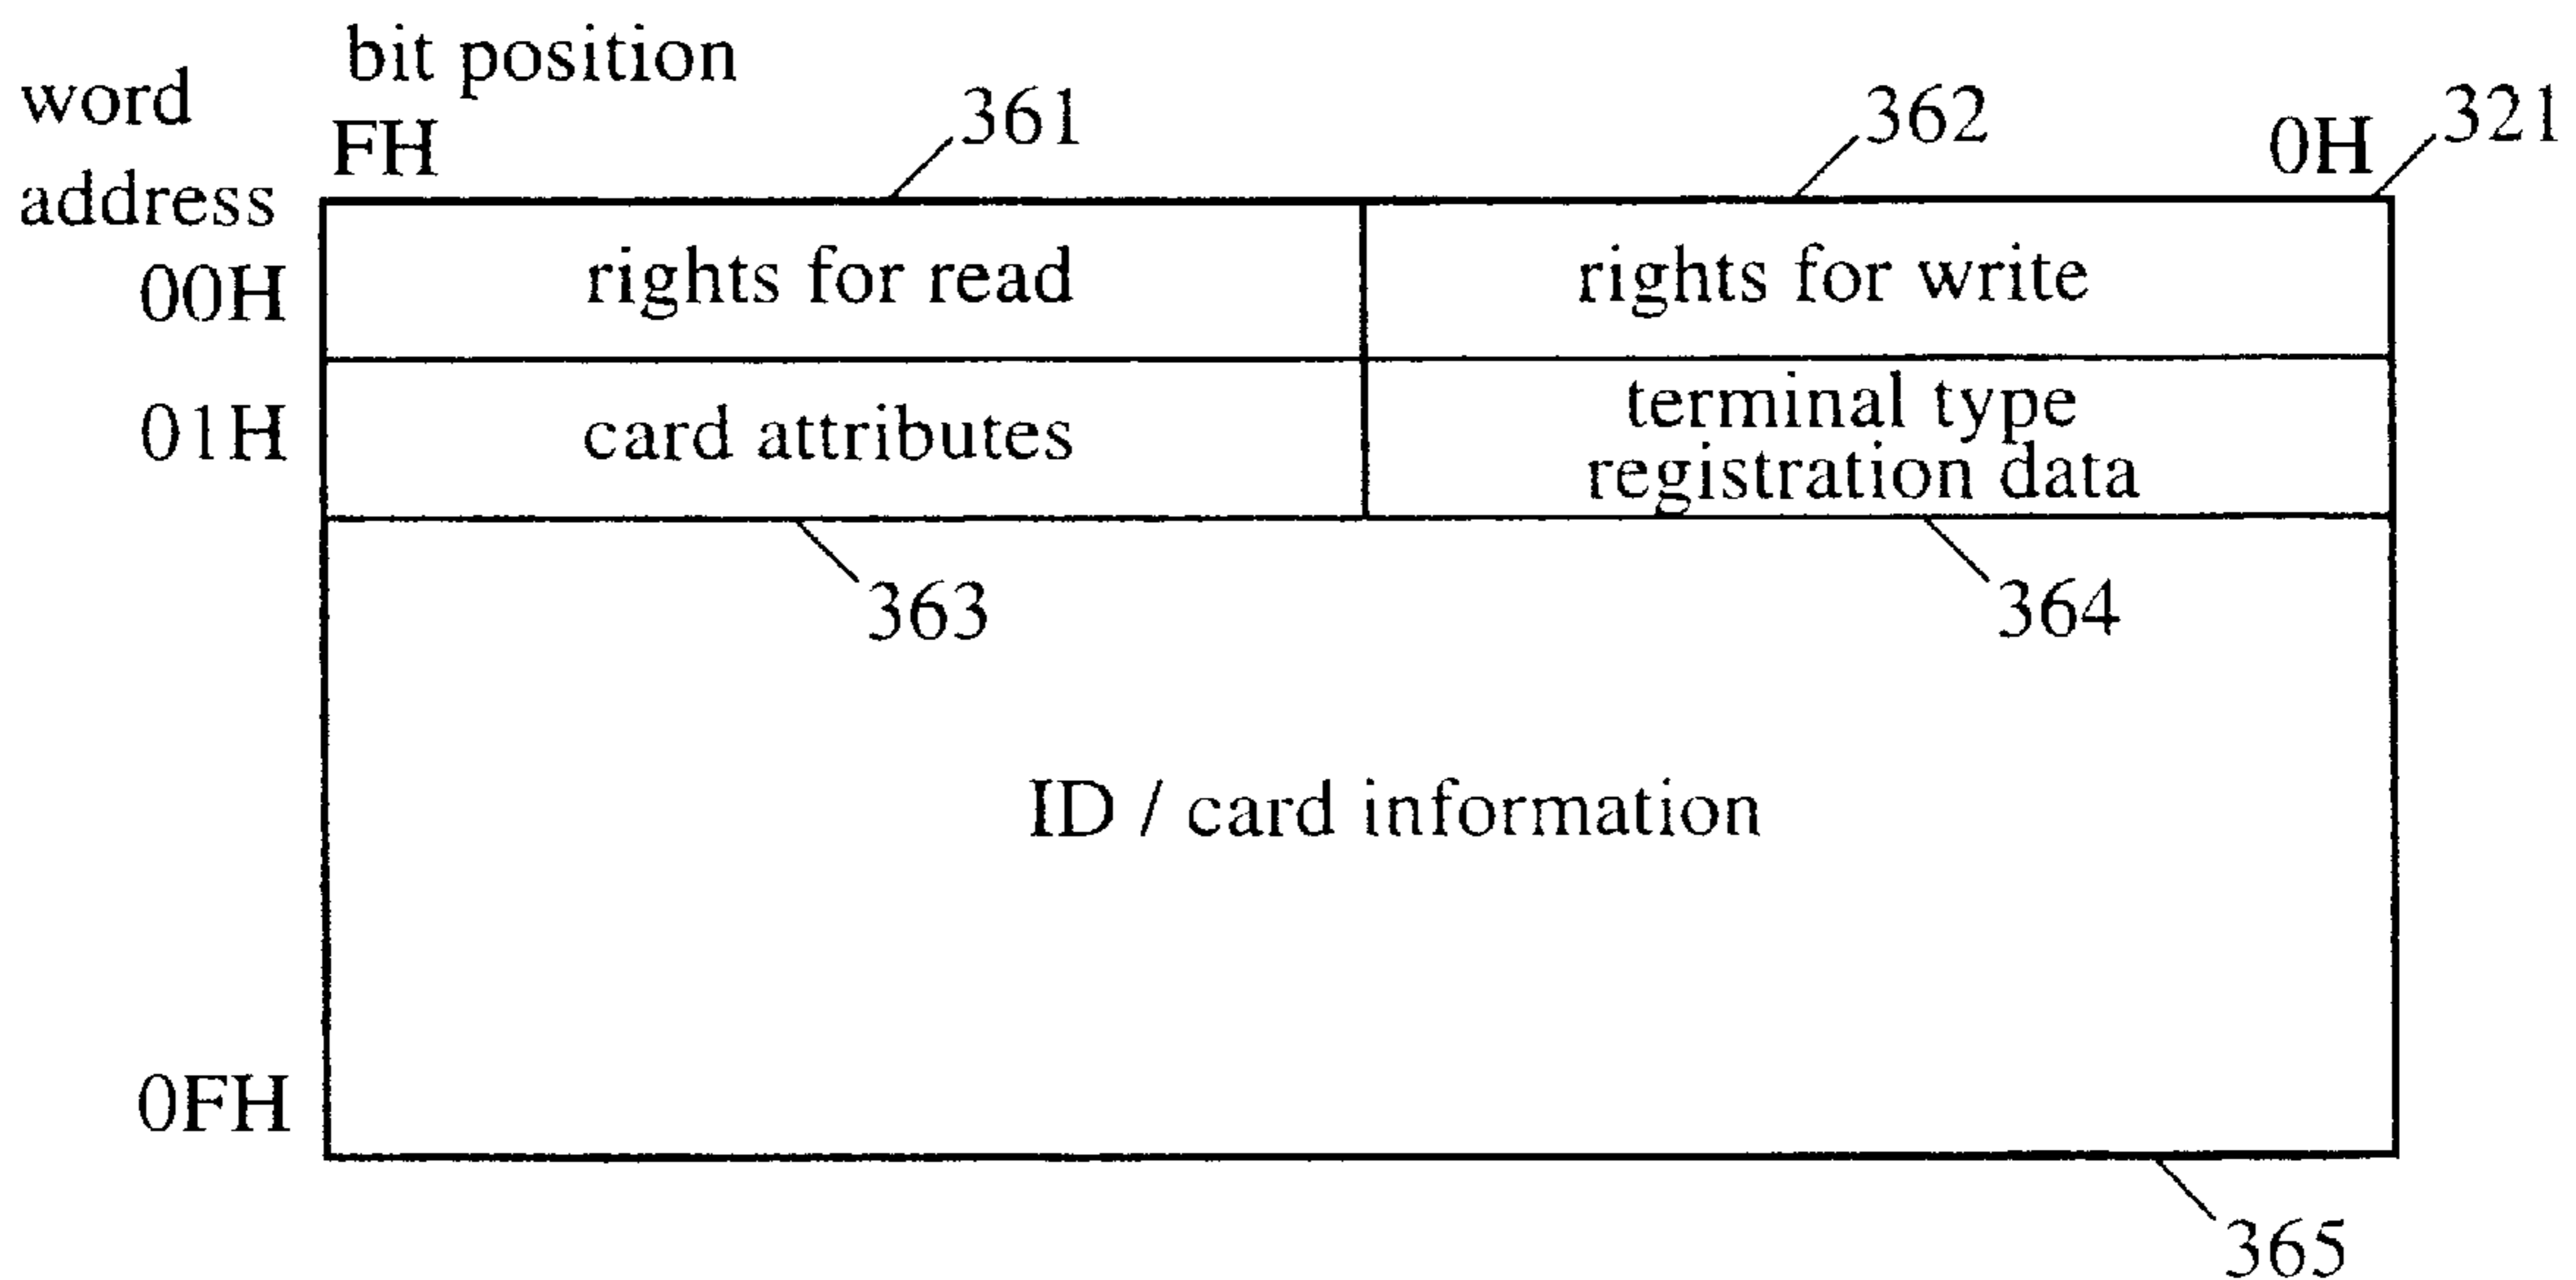 bit position
word
address
FH
361
362
0H
321
00H
rights for read
rights for write
01H
card attributes
terminal type
registration data
363
364
ID / card information
0FH
365